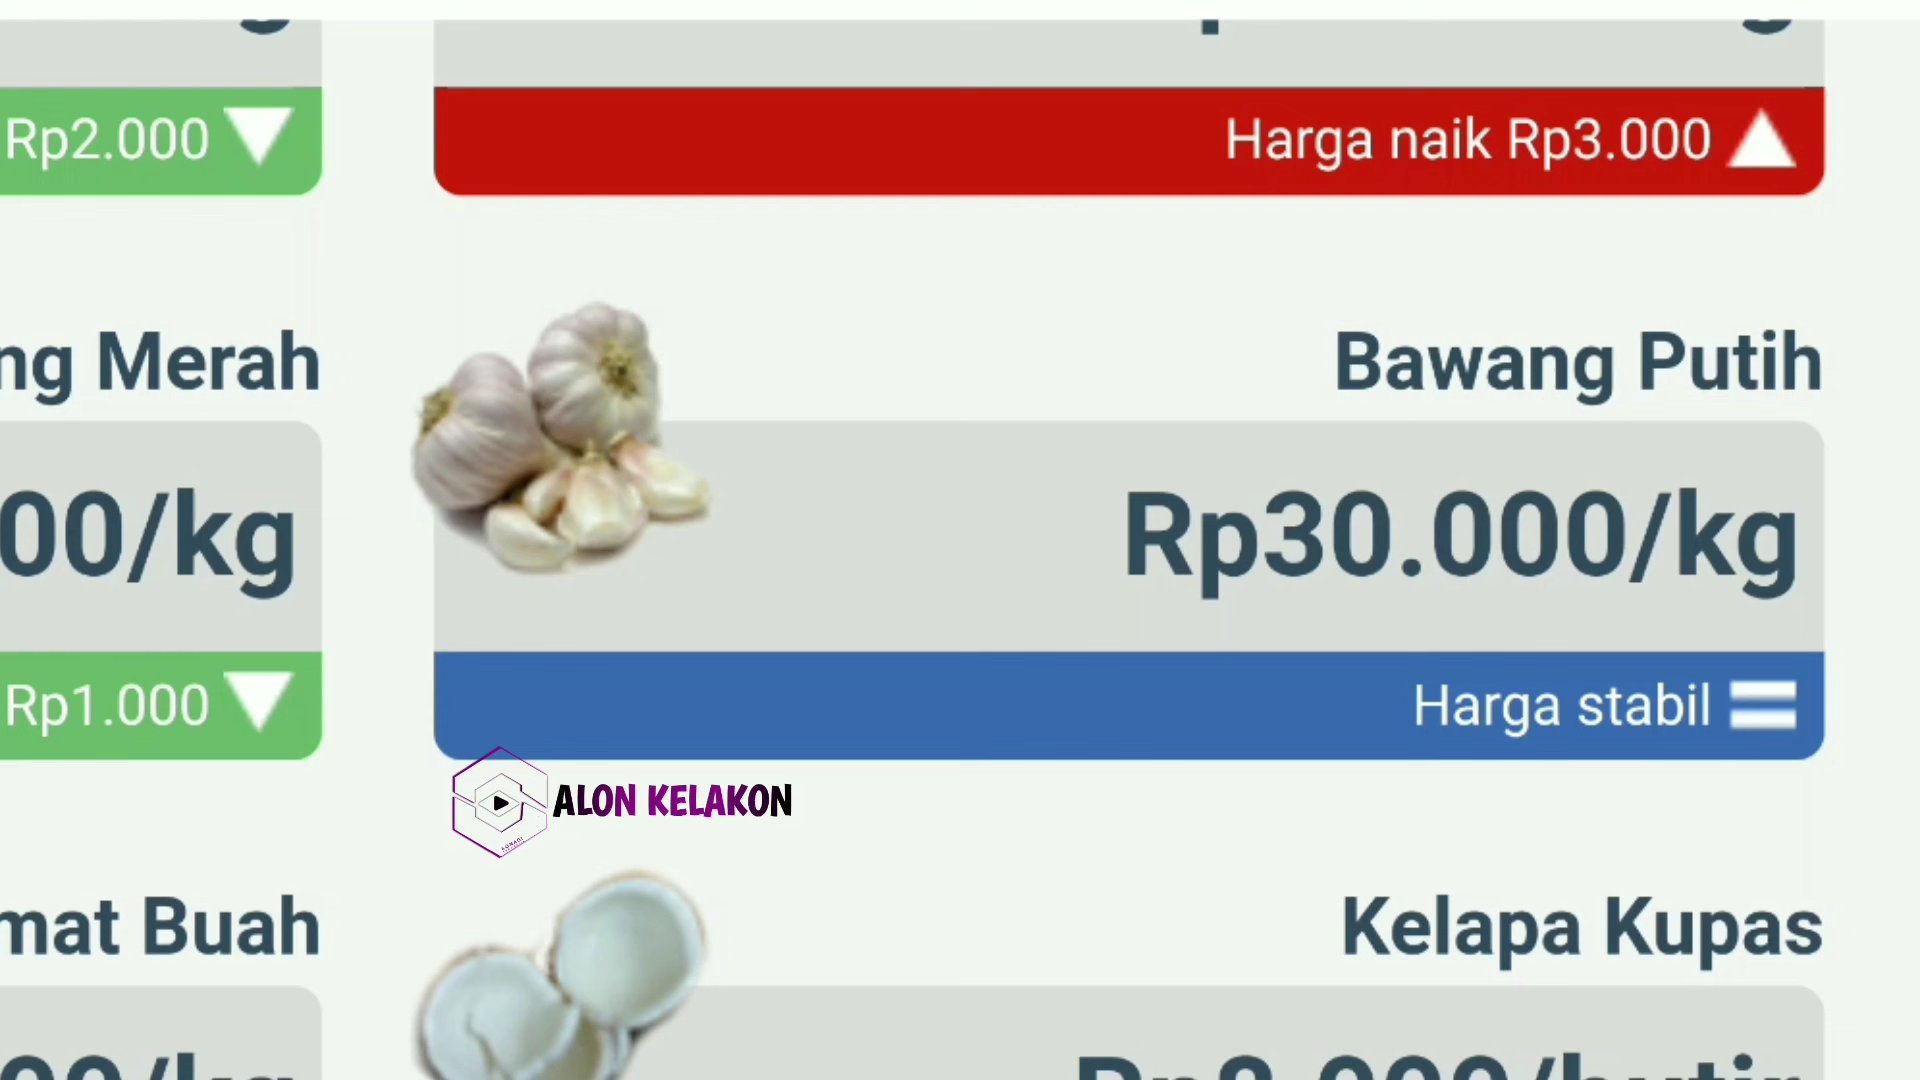 Rp2.000
Harga naik Rp3.000
ng Merah
Bawang Putih
00/kg
Rp30.000/kg
Rp1.000
Harga stabil
ALON KELAKON
mat Buah
Kelapa Kupas